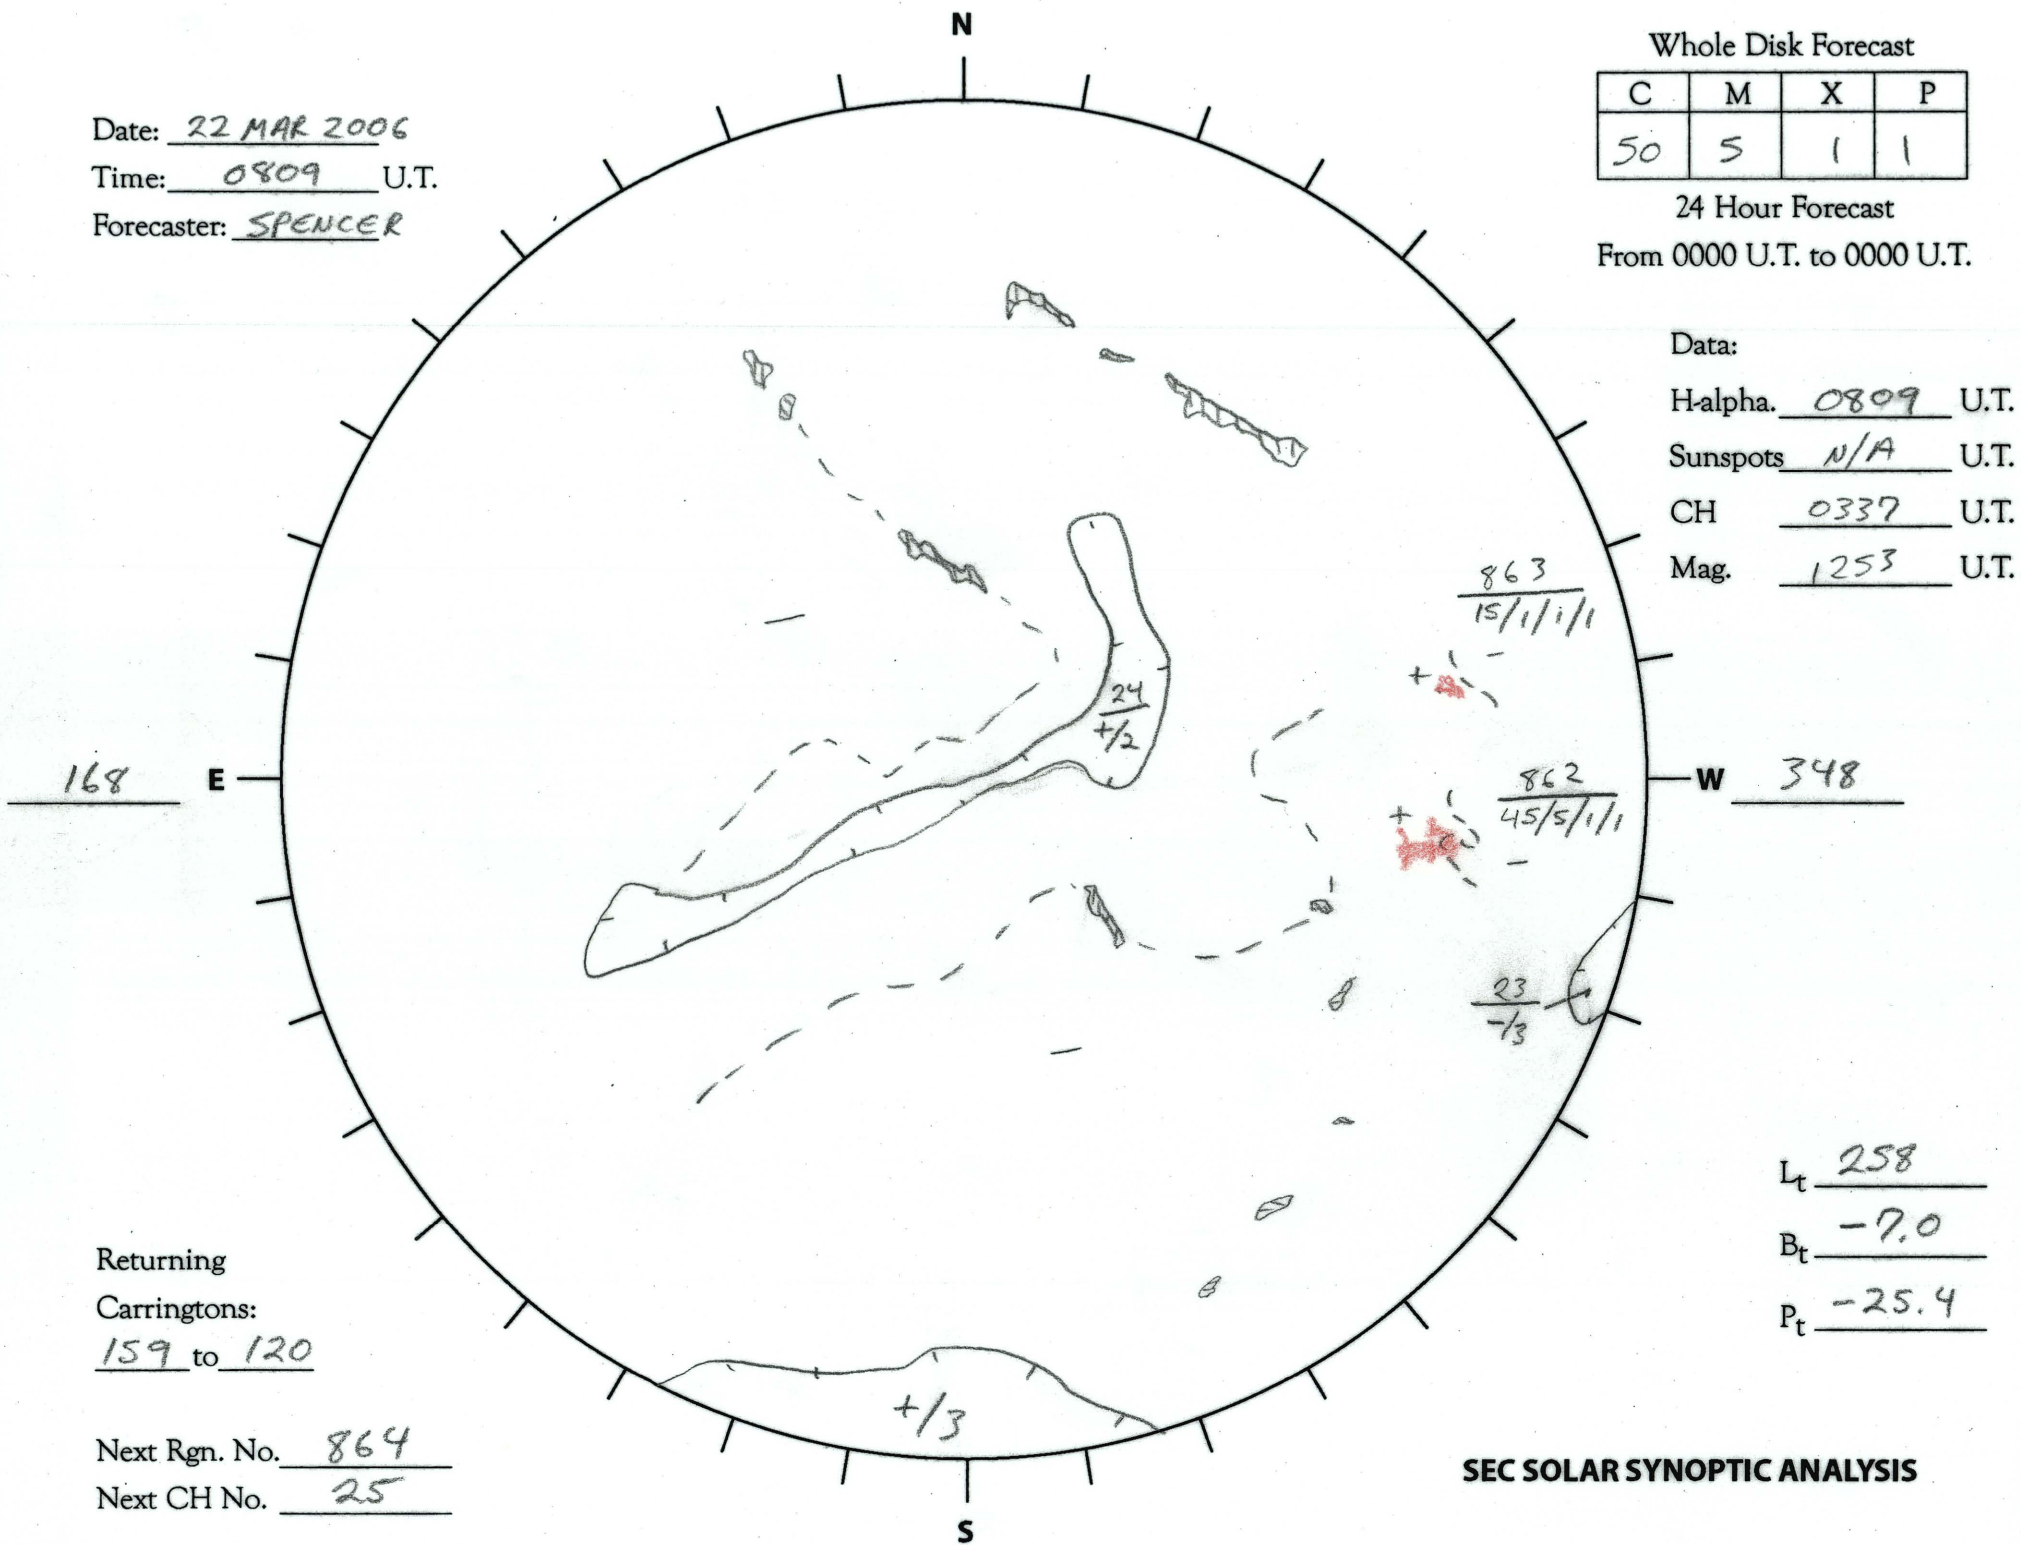 N
Whole Disk Forecast
C M X P
50 5 1 1
24 Hour Forecast
From 0000 U.T. to 0000 U.T.
Date: 22 MAR 2006
Time: 0809 U.T.
Forecaster: SPENCER
Data:
H-alpha. 0809 U.T.
Sunspots N/A U.T.
CH 0337 U.T.
Mag. 1253 U.T.
863
15/1/1/1
+ -
24
+/2
168 E
W 348
862
45/5/1/1
+
-
23
-/3
Lt 258
Bt -7.0
Pt -25.4
Returning
Carringtons:
159 to 120
+/3
Next Rgn. No. 864
Next CH No. 25
SEC SOLAR SYNOPTIC ANALYSIS
S